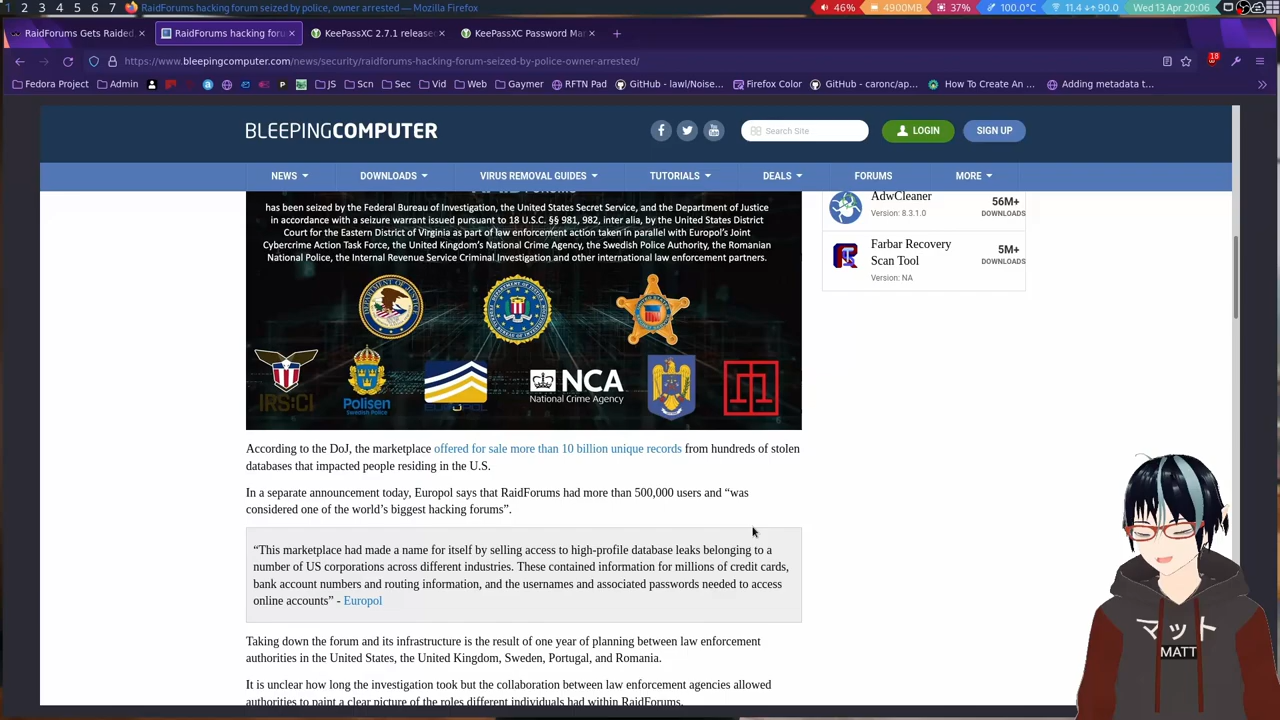 1 2 3 4 5 6 7 RaidForums hacking forum seized by police, owner arrested — Mozilla Firefox
46% 4900MB 37% 100.0°C 11.4 ↓↑ 90.0 Wed 13 Apr 20:06
RaidForums Gets Raided,
RaidForums hacking foru
KeePassXC 2.7.1 release
KeePassXC Password Ma
https://www.bleepingcomputer.com/news/security/raidforums-hacking-forum-seized-by-police-owner-arrested/
18
Fedora Project Admin JS Scn Sec Vid Web Gaymer RFTN Pad GitHub - lawl/Noise… Firefox Color GitHub - caronc/ap… How To Create An … Adding metadata t…
BLEEPINGCOMPUTER
Search Site
LOGIN
SIGN UP
NEWS DOWNLOADS VIRUS REMOVAL GUIDES TUTORIALS DEALS FORUMS MORE
has been seized by the Federal Bureau of Investigation, the United States Secret Service, and the Department of Justice
in accordance with a seizure warrant issued pursuant to 18 U.S.C. §§ 981, 982, inter alia, by the United States District
Court for the Eastern District of Virginia as part of law enforcement action taken in parallel with Europol's Joint
Cybercrime Action Task Force, the United Kingdom's National Crime Agency, the Swedish Police Authority, the Romanian
National Police, the Internal Revenue Service Criminal Investigation and other international law enforcement partners.
IRS:CI
Polisen
Swedish Police
EUROPOL
NCA
National Crime Agency
AdwCleaner
Version: 8.3.1.0
56M+
DOWNLOADS
Farbar Recovery
Scan Tool
Version: NA
5M+
DOWNLOADS
According to the DoJ, the marketplace offered for sale more than 10 billion unique records from hundreds of stolen
databases that impacted people residing in the U.S.
In a separate announcement today, Europol says that RaidForums had more than 500,000 users and “was
considered one of the world’s biggest hacking forums”.
“This marketplace had made a name for itself by selling access to high-profile database leaks belonging to a
number of US corporations across different industries. These contained information for millions of credit cards,
bank account numbers and routing information, and the usernames and associated passwords needed to access
online accounts” - Europol
Taking down the forum and its infrastructure is the result of one year of planning between law enforcement
authorities in the United States, the United Kingdom, Sweden, Portugal, and Romania.
It is unclear how long the investigation took but the collaboration between law enforcement agencies allowed
authorities to paint a clear picture of the roles different individuals had within RaidForums.
マット
MATT